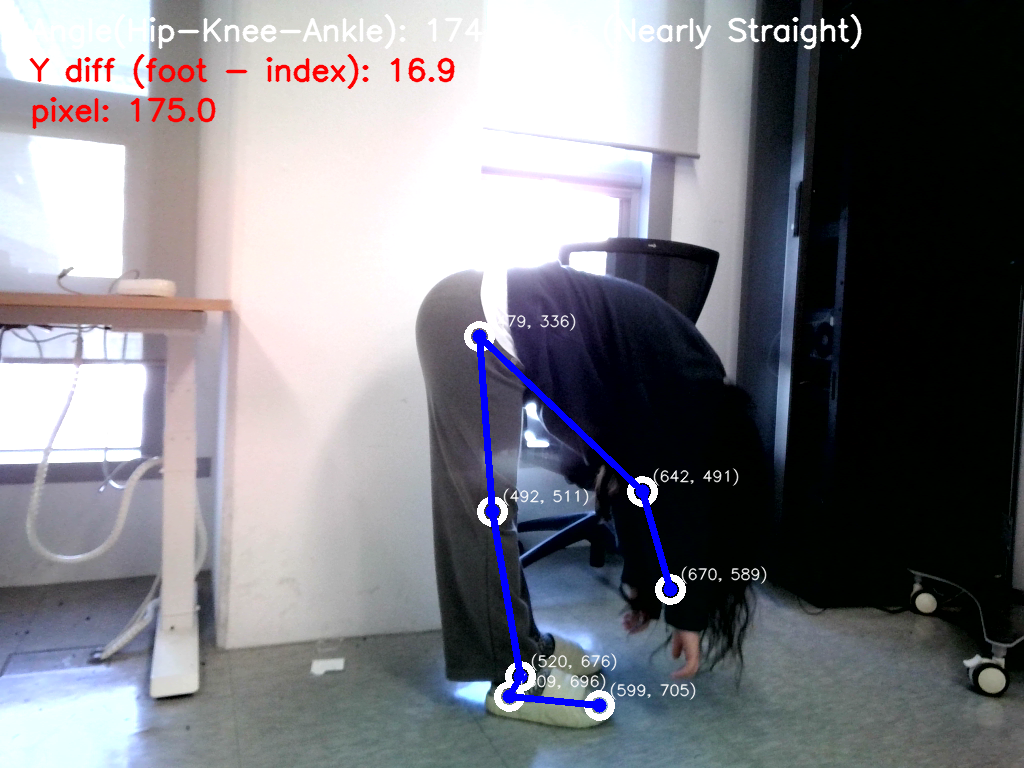 Angle(Hip-Knee-Ankle): 174 (Nearly Straight)
Y diff (foot - index): 16.9
pixel: 175.0
79, 336)
(642, 491)
(492, 511)
(670, 589)
(520, 676)
09, 696)
(599, 705)